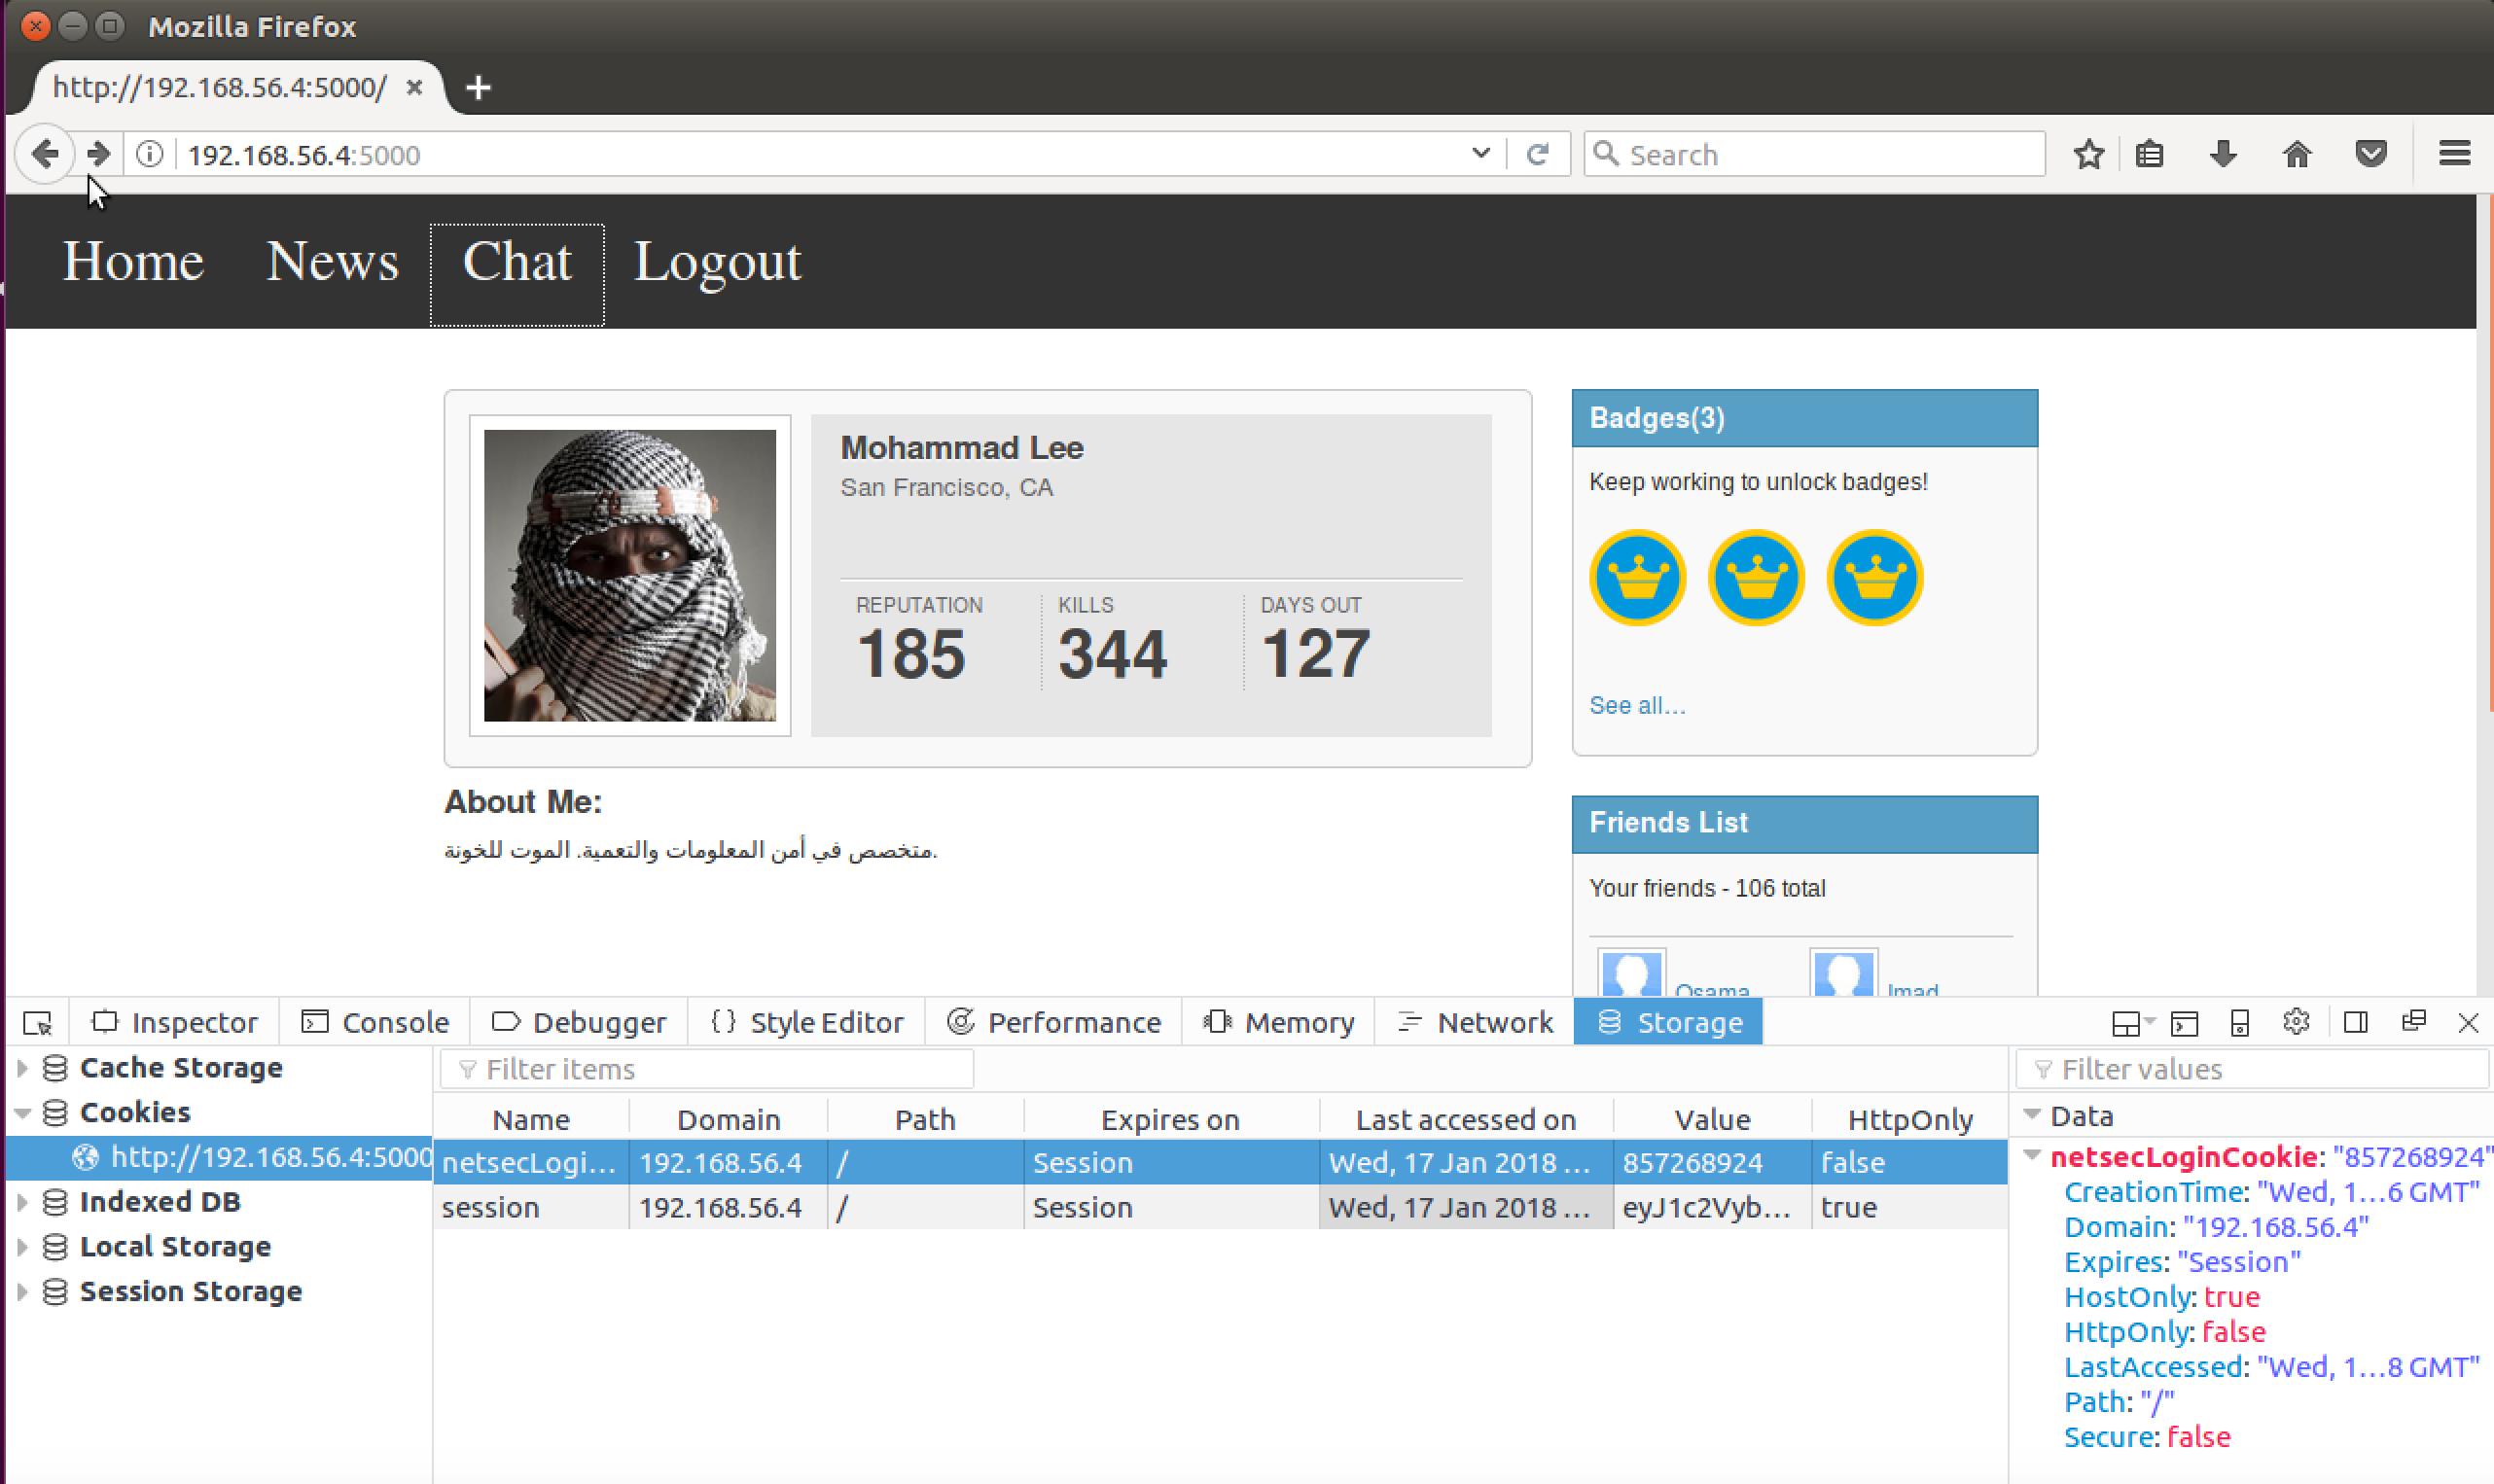 Mozilla Firefox
http://192.168.56.4:5000/
192.168.56.4:5000
Search
Home News Chat Logout
Mohammad Lee
San Francisco, CA
REPUTATION KILLS DAYS OUT
185 344 127
About Me:
متخصص في أمن المعلومات والتعمية. الموت للخونة.
Badges(3)
Keep working to unlock badges!
See all...
Friends List
Your friends - 106 total
Osama Imad
Inspector Console Debugger {} Style Editor Performance Memory Network Storage
Cache Storage
Cookies
http://192.168.56.4:5000
Indexed DB
Local Storage
Session Storage
Filter items
Name Domain Path Expires on Last accessed on Value HttpOnly
netsecLogi... 192.168.56.4 / Session Wed, 17 Jan 2018 ... 857268924 false
session 192.168.56.4 / Session Wed, 17 Jan 2018 ... eyJ1c2Vyb... true
Filter values
Data
netsecLoginCookie: "857268924"
CreationTime: "Wed, 1...6 GMT"
Domain: "192.168.56.4"
Expires: "Session"
HostOnly: true
HttpOnly: false
LastAccessed: "Wed, 1...8 GMT"
Path: "/"
Secure: false